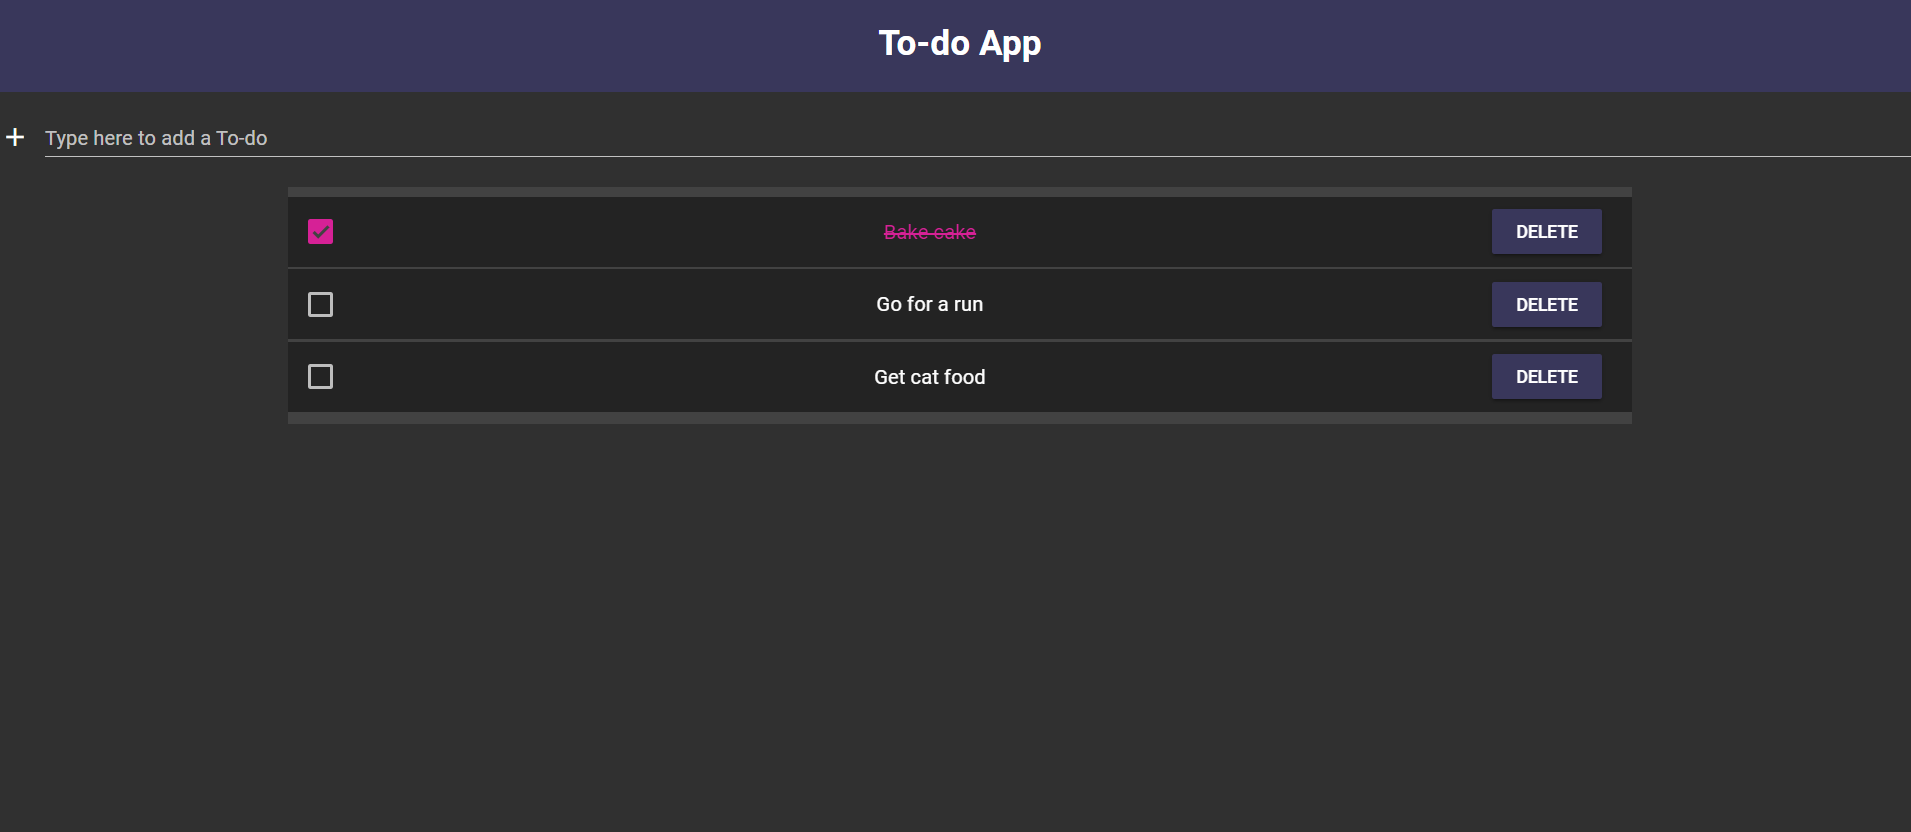 To-do App
+ Type here to add a To-do
Bake cake DELETE
Go for a run DELETE
Get cat food DELETE